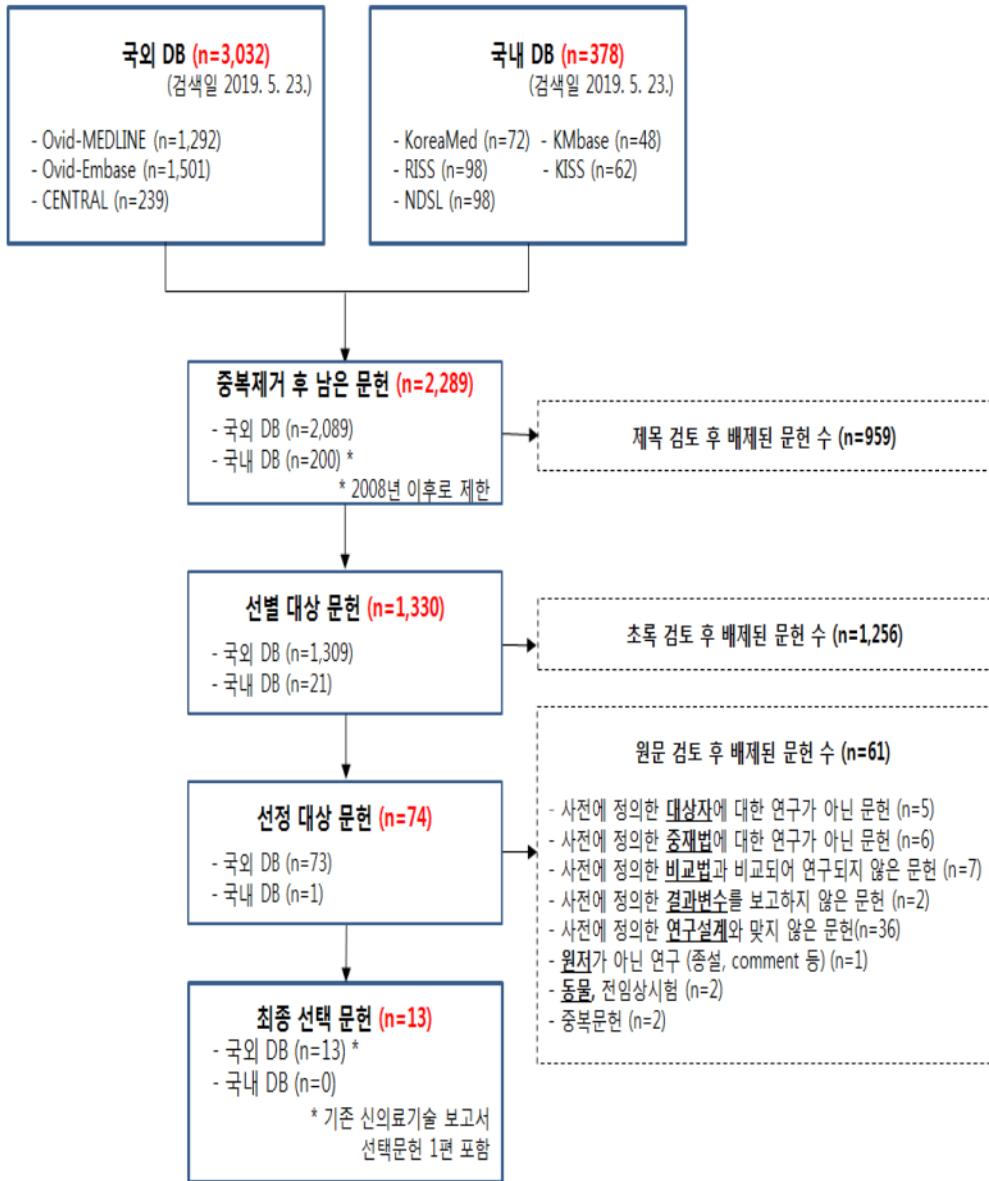 국외 DB (n=3,032)
(검색일 2019. 5. 23.)
- Ovid-MEDLINE (n=1,292)
- Ovid-Embase (n=1,501)
- CENTRAL (n=239)
국내 DB (n=378)
(검색일 2019. 5. 23.)
- KoreaMed (n=72) - KMbase (n=48)
- RISS (n=98) - KISS (n=62)
- NDSL (n=98)
중복제거 후 남은 문헌 (n=2,289)
- 국외 DB (n=2,089)
- 국내 DB (n=200) *
* 2008년 이후로 제한
제목 검토 후 배제된 문헌 수 (n=959)
선별 대상 문헌 (n=1,330)
- 국외 DB (n=1,309)
- 국내 DB (n=21)
초록 검토 후 배제된 문헌 수 (n=1,256)
선정 대상 문헌 (n=74)
- 국외 DB (n=73)
- 국내 DB (n=1)
원문 검토 후 배제된 문헌 수 (n=61)
- 사전에 정의한 대상자에 대한 연구가 아닌 문헌 (n=5)
- 사전에 정의한 중재법에 대한 연구가 아닌 문헌 (n=6)
- 사전에 정의한 비교법과 비교되어 연구되지 않은 문헌 (n=7)
- 사전에 정의한 결과변수를 보고하지 않은 문헌 (n=2)
- 사전에 정의한 연구설계와 맞지 않은 문헌(n=36)
- 원저가 아닌 연구 (종설, comment 등) (n=1)
- 동물, 전임상시험 (n=2)
- 중복문헌 (n=2)
최종 선택 문헌 (n=13)
- 국외 DB (n=13) *
- 국내 DB (n=0)
* 기존 신의료기술 보고서
선택문헌 1편 포함